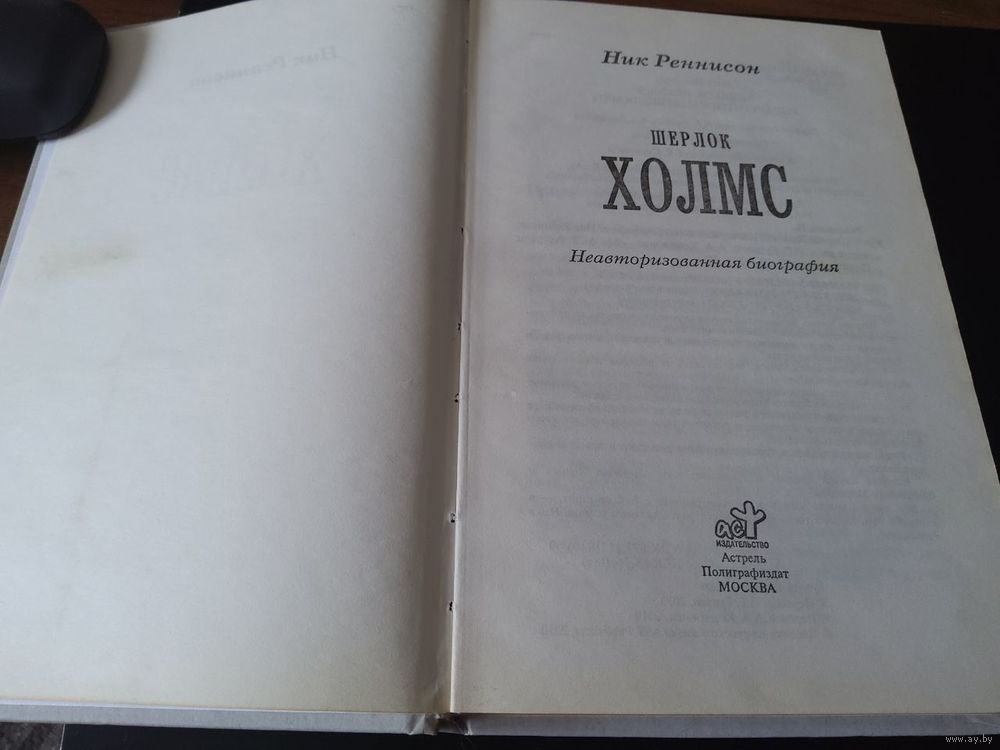 Ник Реннисон
ШЕРЛОК
ХОЛМС
Неавторизованная биография
аст
ИЗДАТЕЛЬСТВО
Астрель
Полиграфиздат
МОСКВА
www.ay.by